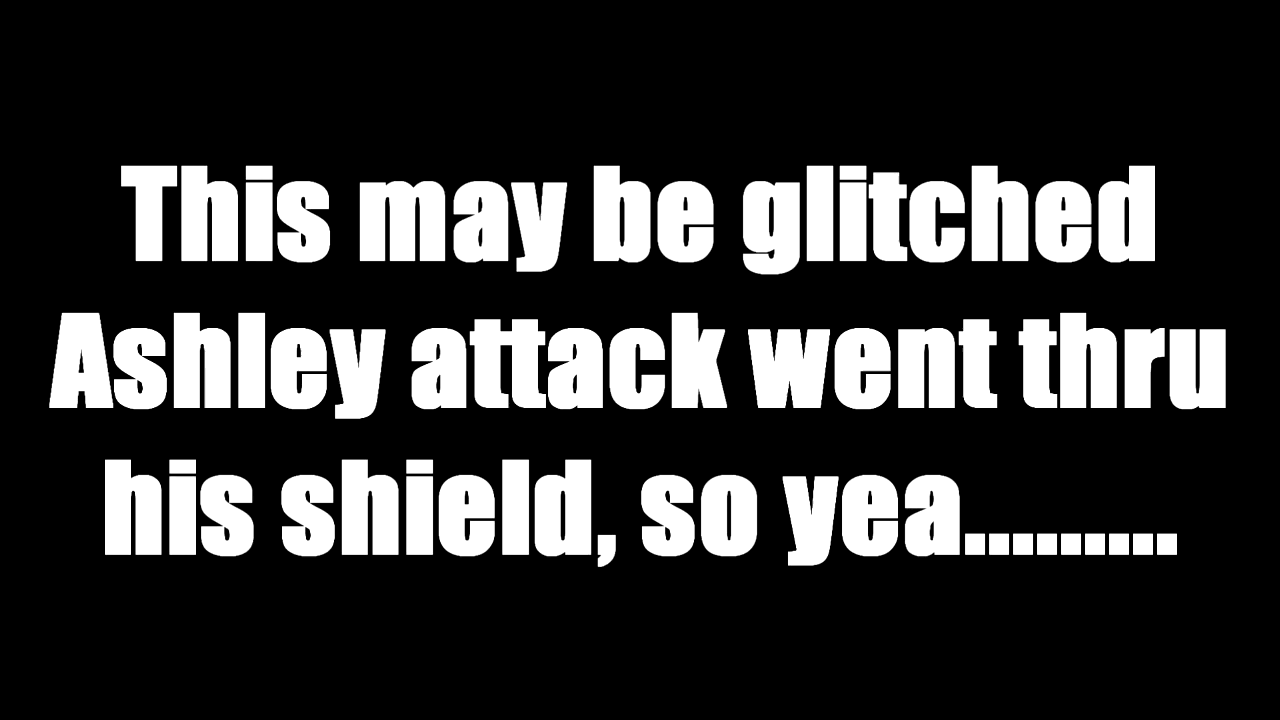 This may be glitched
Ashley attack went thru
his shield, so yea.........